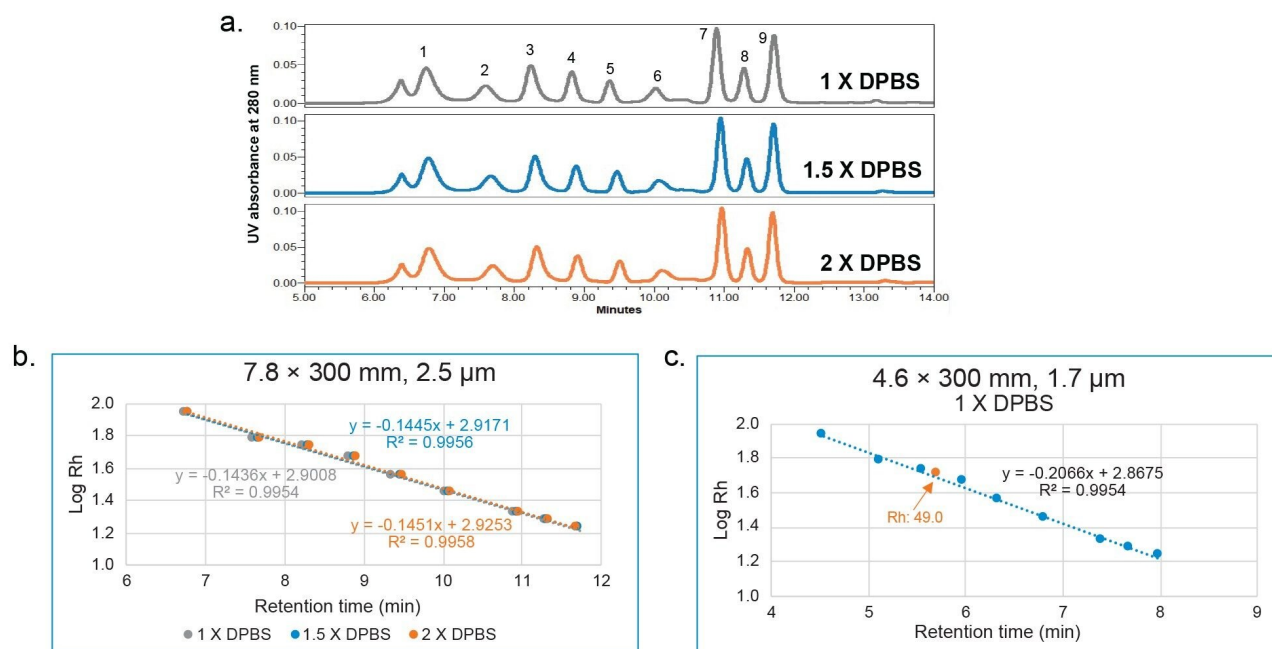 a.
UV absorbance at 280 nm
0.10
0.05
0.00
1
2
3
4
5
6
7
8
9
1 X DPBS
0.10
0.05
0.00
1.5 X DPBS
0.10
0.05
0.00
2 X DPBS
5.00 6.00 7.00 8.00 9.00 10.00 11.00 12.00 13.00 14.00
Minutes
b.
7.8 × 300 mm, 2.5 µm
Log Rh
2.0
1.8
1.6
1.4
1.2
1.0
y = -0.1445x + 2.9171
R² = 0.9956
y = -0.1436x + 2.9008
R² = 0.9954
y = -0.1451x + 2.9253
R² = 0.9958
6 7 8 9 10 11 12
Retention time (min)
1 X DPBS 1.5 X DPBS 2 X DPBS
c.
4.6 × 300 mm, 1.7 µm
1 X DPBS
Log Rh
2.0
1.8
1.6
1.4
1.2
1.0
y = -0.2066x + 2.8675
R² = 0.9954
Rh: 49.0
4 5 6 7 8 9
Retention time (min)